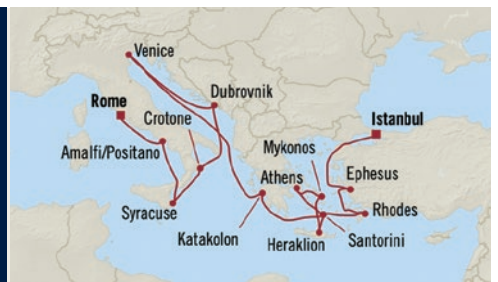 Venice
Rome
Dubrovnik
Crotone
Istanbul
Amalfi/Positano
Mykonos
Athens
Ephesus
Syracuse
Rhodes
Katakolon
Santorini
Heraklion